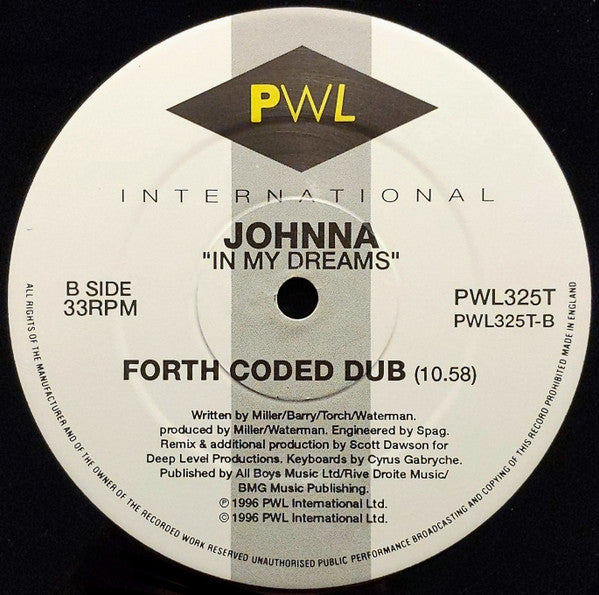 PWL
INTERNATIONAL
JOHNNA
"IN MY DREAMS"
B SIDE
33RPM
PWL325T
PWL325T-B
FORTH CODED DUB (10.58)
Written by Miller/Barry/Torch/Waterman.
produced by Miller/Waterman. Engineered by Spag.
Remix & additional production by Scott Dawson for
Deep Level Productions. Keyboards by Cyrus Gabryche.
Published by All Boys Music Ltd/Rive Droite Music/
BMG Music Publishing.
℗ 1996 PWL International Ltd.
© 1996 PWL International Ltd.
ALL RIGHTS OF THE MANUFACTURER AND OF THE OWNER OF THE RECORDED WORK RESERVED UNAUTHORISED PUBLIC PERFORMANCE BROADCASTING AND COPYING OF THIS RECORD PROHIBITED MADE IN ENGLAND